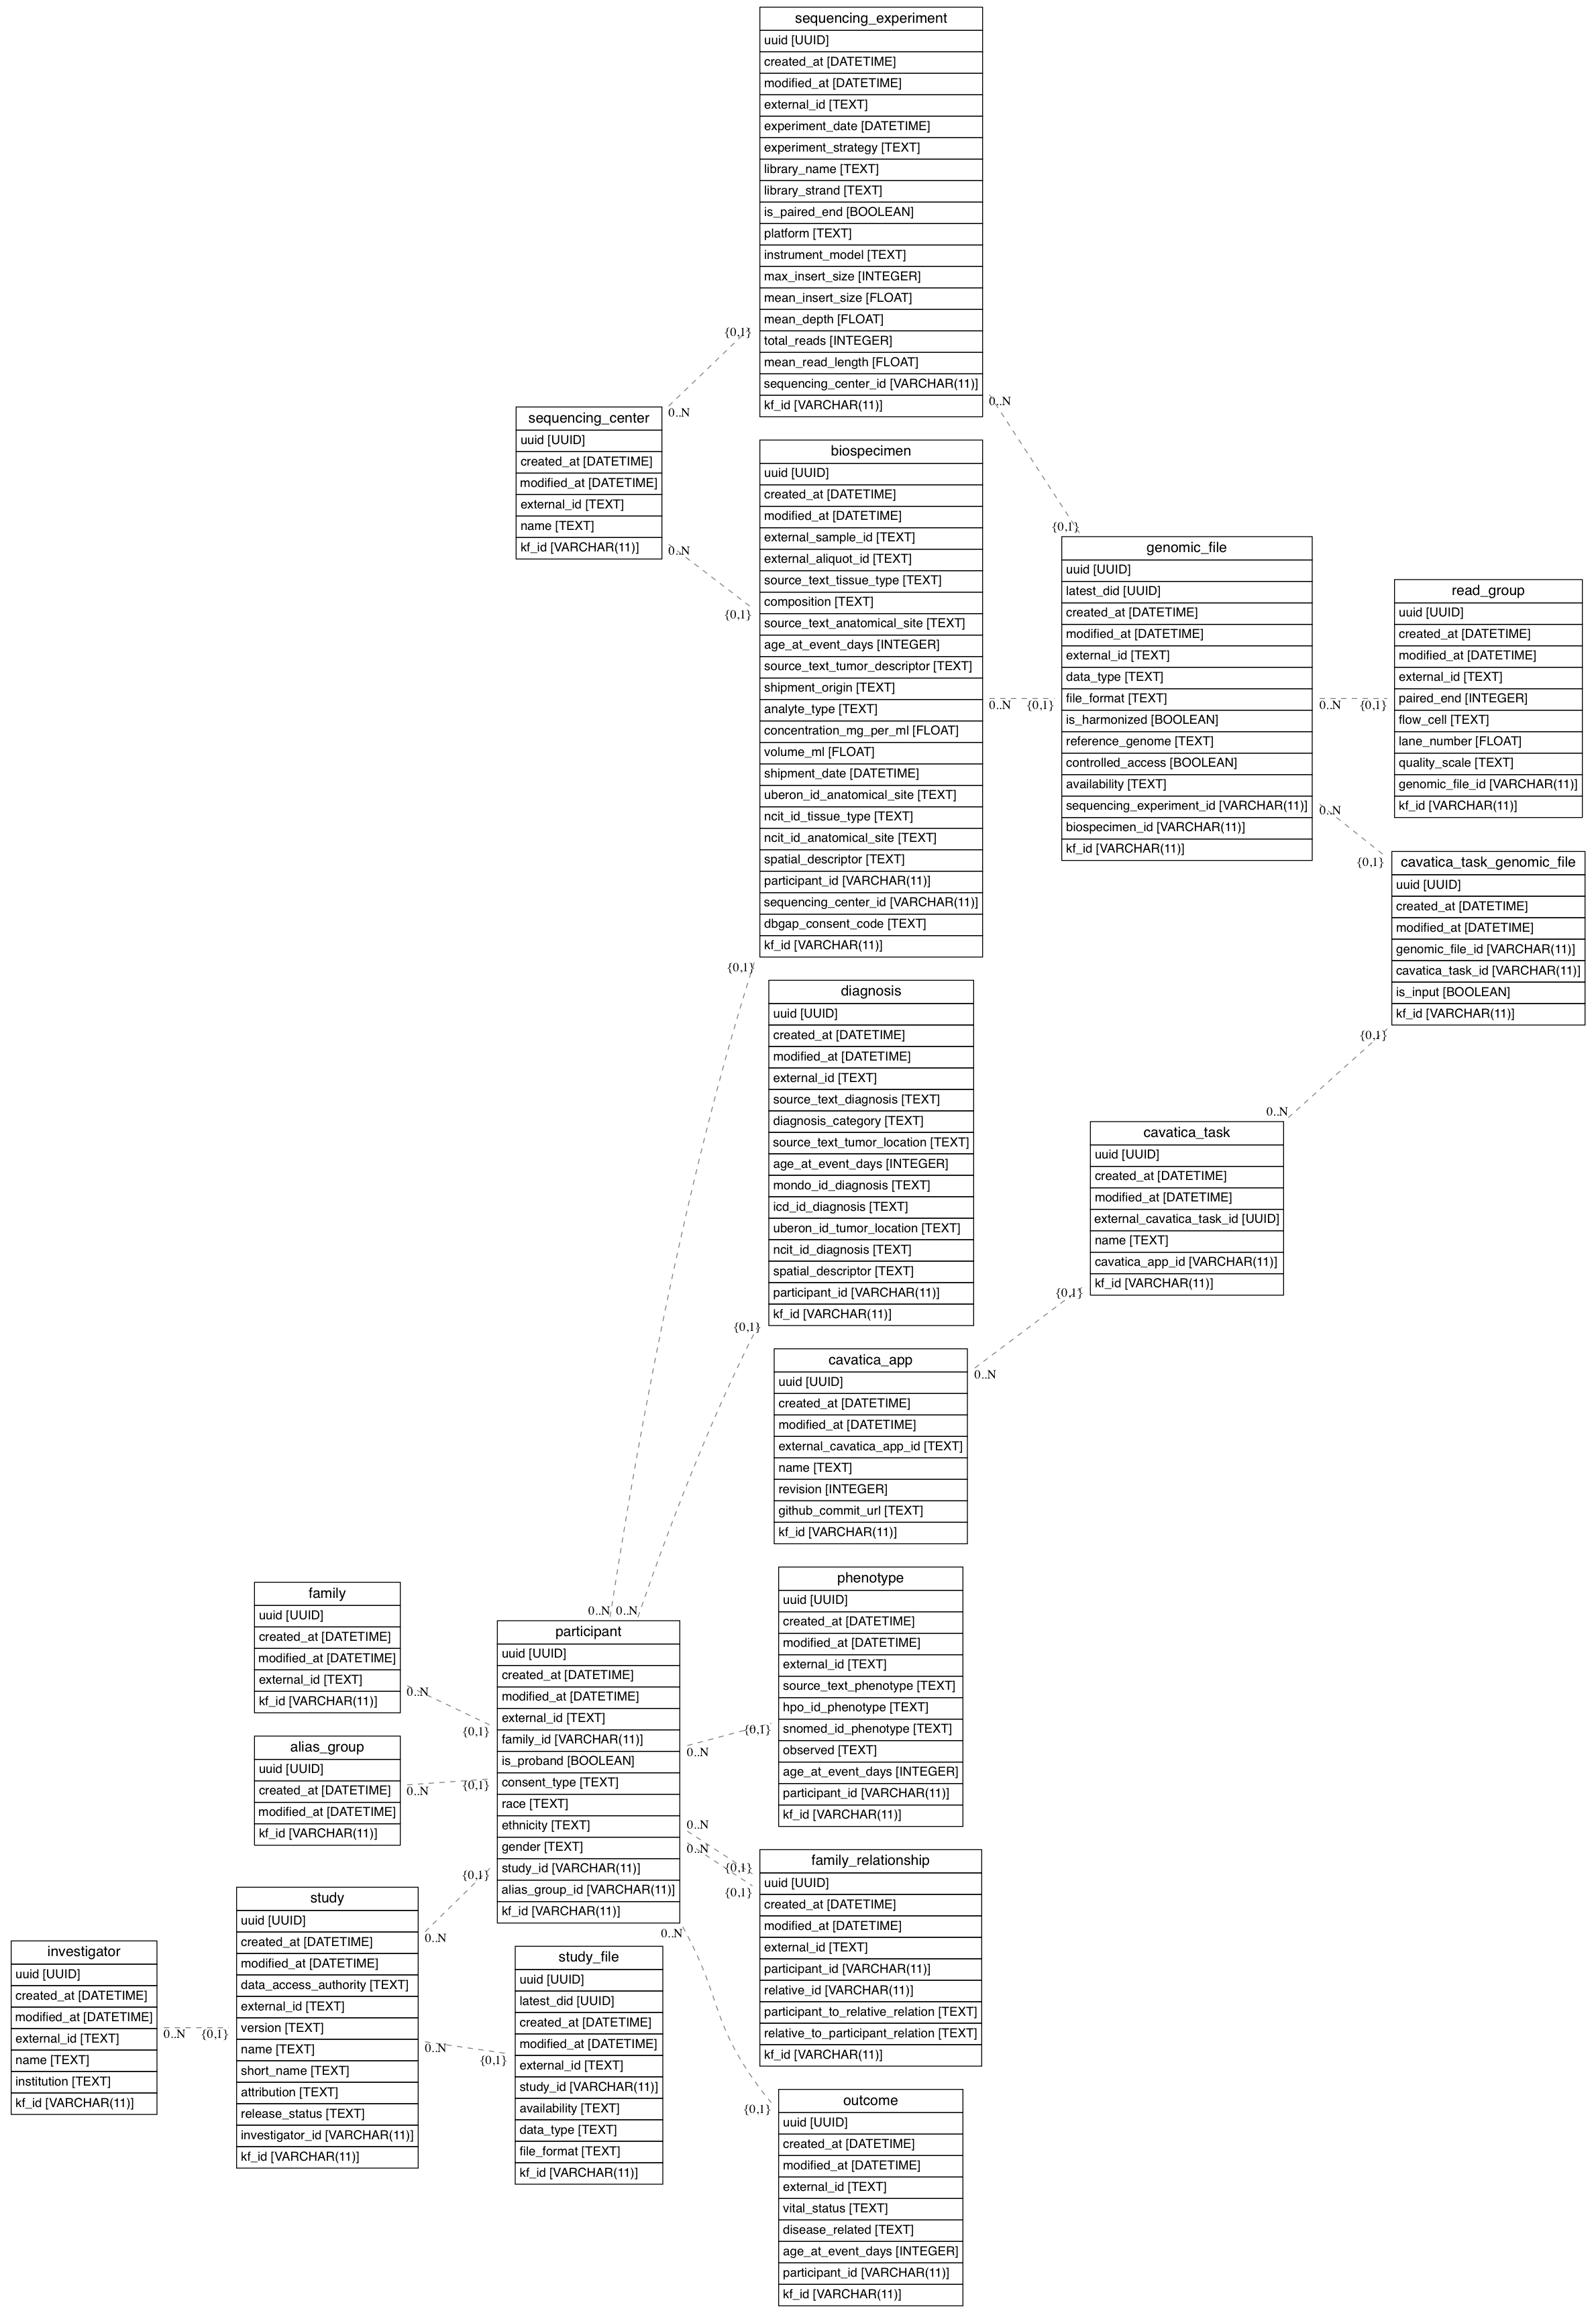 sequencing_experiment
uuid [UUID]
created_at [DATETIME]
modified_at [DATETIME]
external_id [TEXT]
experiment_date [DATETIME]
experiment_strategy [TEXT]
library_name [TEXT]
library_strand [TEXT]
is_paired_end [BOOLEAN]
platform [TEXT]
instrument_model [TEXT]
max_insert_size [INTEGER]
mean_insert_size [FLOAT]
mean_depth [FLOAT]
total_reads [INTEGER]
mean_read_length [FLOAT]
sequencing_center_id [VARCHAR(11)]
kf_id [VARCHAR(11)]
{0,1}
0..N
0..N
{0,1}
sequencing_center
uuid [UUID]
created_at [DATETIME]
modified_at [DATETIME]
external_id [TEXT]
name [TEXT]
kf_id [VARCHAR(11)]
0..N
{0,1}
biospecimen
uuid [UUID]
created_at [DATETIME]
modified_at [DATETIME]
external_sample_id [TEXT]
external_aliquot_id [TEXT]
source_text_tissue_type [TEXT]
composition [TEXT]
source_text_anatomical_site [TEXT]
age_at_event_days [INTEGER]
source_text_tumor_descriptor [TEXT]
shipment_origin [TEXT]
analyte_type [TEXT]
concentration_mg_per_ml [FLOAT]
volume_ml [FLOAT]
shipment_date [DATETIME]
uberon_id_anatomical_site [TEXT]
ncit_id_tissue_type [TEXT]
ncit_id_anatomical_site [TEXT]
spatial_descriptor [TEXT]
participant_id [VARCHAR(11)]
sequencing_center_id [VARCHAR(11)]
dbgap_consent_code [TEXT]
kf_id [VARCHAR(11)]
0..N
{0,1}
{0,1}
genomic_file
uuid [UUID]
latest_did [UUID]
created_at [DATETIME]
modified_at [DATETIME]
external_id [TEXT]
data_type [TEXT]
file_format [TEXT]
is_harmonized [BOOLEAN]
reference_genome [TEXT]
controlled_access [BOOLEAN]
availability [TEXT]
sequencing_experiment_id [VARCHAR(11)]
biospecimen_id [VARCHAR(11)]
kf_id [VARCHAR(11)]
0..N
{0,1}
0..N
{0,1}
read_group
uuid [UUID]
created_at [DATETIME]
modified_at [DATETIME]
external_id [TEXT]
paired_end [INTEGER]
flow_cell [TEXT]
lane_number [FLOAT]
quality_scale [TEXT]
genomic_file_id [VARCHAR(11)]
kf_id [VARCHAR(11)]
cavatica_task_genomic_file
uuid [UUID]
created_at [DATETIME]
modified_at [DATETIME]
genomic_file_id [VARCHAR(11)]
cavatica_task_id [VARCHAR(11)]
is_input [BOOLEAN]
kf_id [VARCHAR(11)]
{0,1}
0..N
diagnosis
uuid [UUID]
created_at [DATETIME]
modified_at [DATETIME]
external_id [TEXT]
source_text_diagnosis [TEXT]
diagnosis_category [TEXT]
source_text_tumor_location [TEXT]
age_at_event_days [INTEGER]
mondo_id_diagnosis [TEXT]
icd_id_diagnosis [TEXT]
uberon_id_tumor_location [TEXT]
ncit_id_diagnosis [TEXT]
spatial_descriptor [TEXT]
participant_id [VARCHAR(11)]
kf_id [VARCHAR(11)]
{0,1}
cavatica_task
uuid [UUID]
created_at [DATETIME]
modified_at [DATETIME]
external_cavatica_task_id [UUID]
name [TEXT]
cavatica_app_id [VARCHAR(11)]
kf_id [VARCHAR(11)]
{0,1}
0..N
cavatica_app
uuid [UUID]
created_at [DATETIME]
modified_at [DATETIME]
external_cavatica_app_id [TEXT]
name [TEXT]
revision [INTEGER]
github_commit_url [TEXT]
kf_id [VARCHAR(11)]
family
uuid [UUID]
created_at [DATETIME]
modified_at [DATETIME]
external_id [TEXT]
kf_id [VARCHAR(11)]
0..N
{0,1}
alias_group
uuid [UUID]
created_at [DATETIME]
modified_at [DATETIME]
kf_id [VARCHAR(11)]
0..N
{0,1}
0..N 0..N
participant
uuid [UUID]
created_at [DATETIME]
modified_at [DATETIME]
external_id [TEXT]
family_id [VARCHAR(11)]
is_proband [BOOLEAN]
consent_type [TEXT]
race [TEXT]
ethnicity [TEXT]
gender [TEXT]
study_id [VARCHAR(11)]
alias_group_id [VARCHAR(11)]
kf_id [VARCHAR(11)]
0..N
{0,1}
0..N
{0,1}
0..N
{0,1}
0..N
{0,1}
phenotype
uuid [UUID]
created_at [DATETIME]
modified_at [DATETIME]
external_id [TEXT]
source_text_phenotype [TEXT]
hpo_id_phenotype [TEXT]
snomed_id_phenotype [TEXT]
observed [TEXT]
age_at_event_days [INTEGER]
participant_id [VARCHAR(11)]
kf_id [VARCHAR(11)]
family_relationship
uuid [UUID]
created_at [DATETIME]
modified_at [DATETIME]
external_id [TEXT]
participant_id [VARCHAR(11)]
relative_id [VARCHAR(11)]
participant_to_relative_relation [TEXT]
relative_to_participant_relation [TEXT]
kf_id [VARCHAR(11)]
investigator
uuid [UUID]
created_at [DATETIME]
modified_at [DATETIME]
external_id [TEXT]
name [TEXT]
institution [TEXT]
kf_id [VARCHAR(11)]
0..N
{0,1}
study
uuid [UUID]
created_at [DATETIME]
modified_at [DATETIME]
data_access_authority [TEXT]
external_id [TEXT]
version [TEXT]
name [TEXT]
short_name [TEXT]
attribution [TEXT]
release_status [TEXT]
investigator_id [VARCHAR(11)]
kf_id [VARCHAR(11)]
{0,1}
0..N
0..N
{0,1}
study_file
uuid [UUID]
latest_did [UUID]
created_at [DATETIME]
modified_at [DATETIME]
external_id [TEXT]
study_id [VARCHAR(11)]
availability [TEXT]
data_type [TEXT]
file_format [TEXT]
kf_id [VARCHAR(11)]
outcome
uuid [UUID]
created_at [DATETIME]
modified_at [DATETIME]
external_id [TEXT]
vital_status [TEXT]
disease_related [TEXT]
age_at_event_days [INTEGER]
participant_id [VARCHAR(11)]
kf_id [VARCHAR(11)]